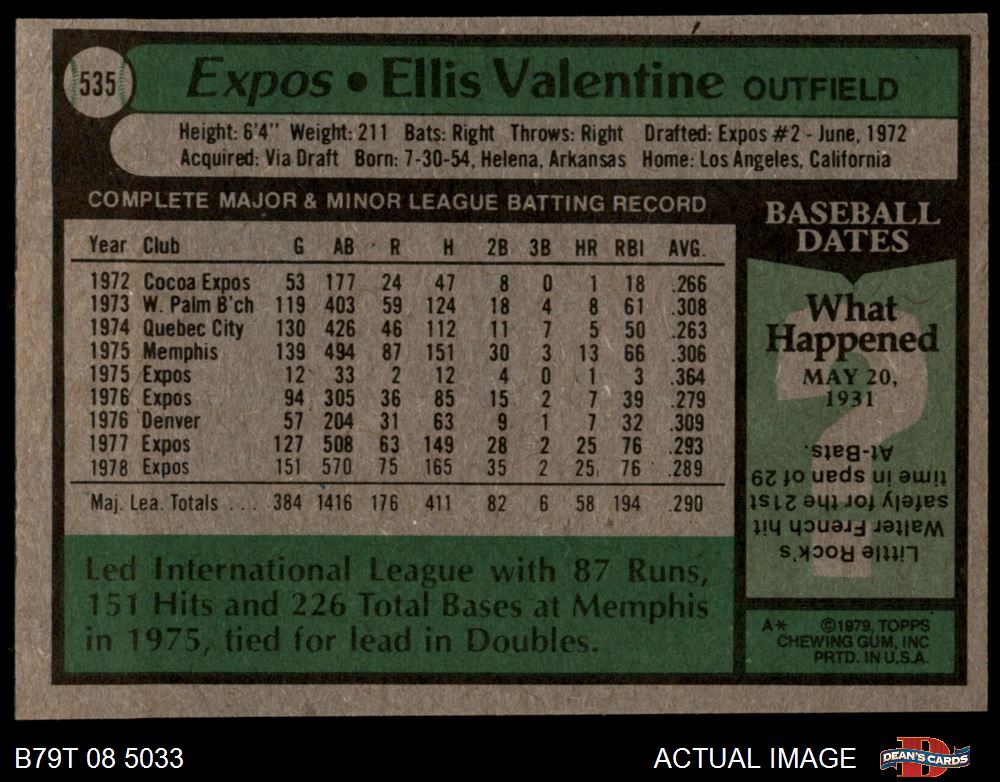 535
Expos • Ellis Valentine OUTFIELD
Height: 6'4" Weight: 211 Bats: Right Throws: Right Drafted: Expos #2 - June, 1972
Acquired: Via Draft Born: 7-30-54, Helena, Arkansas Home: Los Angeles, California
COMPLETE MAJOR & MINOR LEAGUE BATTING RECORD
Year Club G AB R H 2B 3B HR RBI AVG.
1972 Cocoa Expos 53 177 24 47 8 0 1 18 .266
1973 W. Palm B'ch 119 403 59 124 18 4 8 61 .308
1974 Quebec City 130 426 46 112 11 7 5 50 .263
1975 Memphis 139 494 87 151 30 3 13 66 .306
1975 Expos 12 33 2 12 4 0 1 3 .364
1976 Expos 94 305 36 85 15 2 7 39 .279
1976 Denver 57 204 31 63 9 1 7 32 .309
1977 Expos 127 508 63 149 28 2 25 76 .293
1978 Expos 151 570 75 165 35 2 25 76 .289
Maj. Lea. Totals . . . 384 1416 176 411 82 6 58 194 .290
Led International League with 87 Runs,
151 Hits and 226 Total Bases at Memphis
in 1975, tied for lead in Doubles.
BASEBALL
DATES
What
Happened
MAY 20,
1931
Little Rock's
Walter French hit
safely for the 21st
time in span of 29
At-Bats.
A* ©1979, TOPPS
CHEWING GUM, INC
PRTD. IN U.S.A.
B79T 08 5033
ACTUAL IMAGE
DEAN'S CARDS